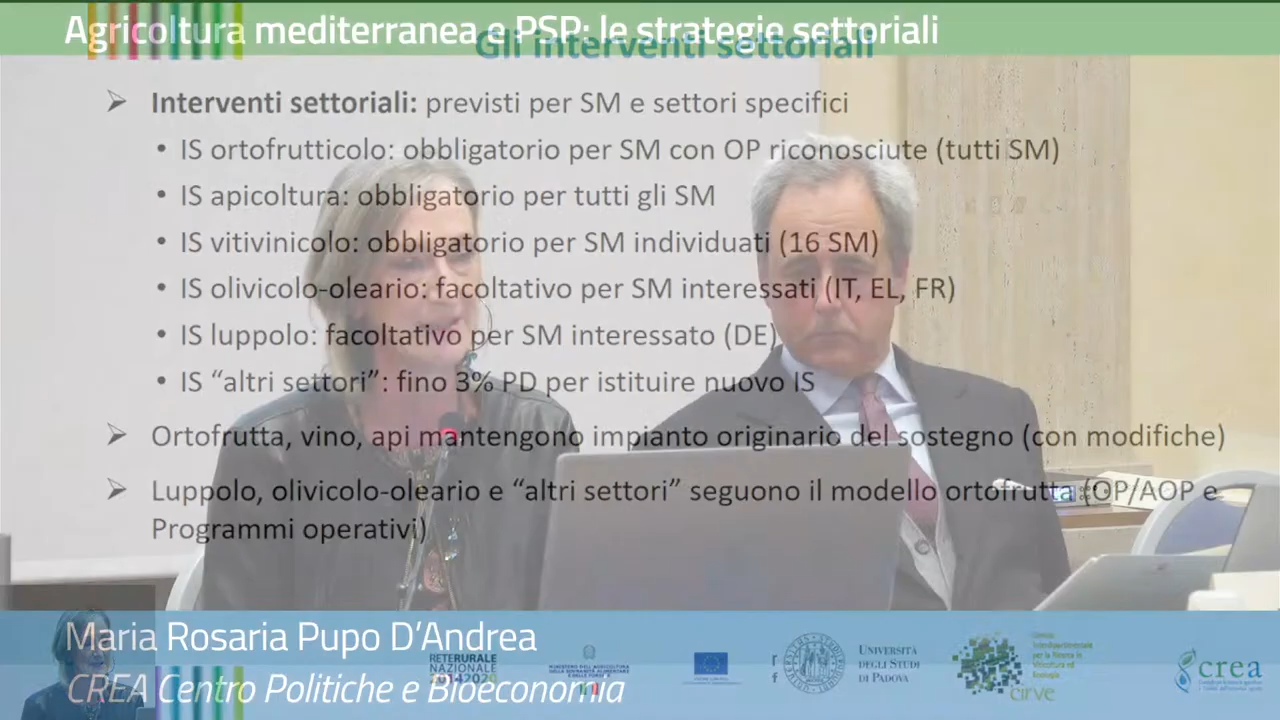 Agricoltura mediterranea e PSP: le strategie settoriali
Gli interventi settoriali
Interventi settoriali: previsti per SM e settori specifici
• IS ortofrutticolo: obbligatorio per SM con OP riconosciute (tutti SM)
• IS apicoltura: obbligatorio per tutti gli SM
• IS vitivinicolo: obbligatorio per SM individuati (16 SM)
• IS olivicolo-oleario: facoltativo per SM interessati (IT, EL, FR)
• IS luppolo: facoltativo per SM interessato (DE)
• IS “altri settori”: fino 3% PD per istituire nuovo IS
Ortofrutta, vino, api mantengono impianto originario del sostegno (con modifiche)
Luppolo, olivicolo-oleario e “altri settori” seguono il modello ortofrutta (OP/AOP e
Programmi operativi)
Maria Rosaria Pupo D’Andrea
CREA Centro Politiche e Bioeconomia
RETERURALE
NAZIONALE
20142020
UNIVERSITÀ
DEGLI STUDI
DI PADOVA
cirve
crea